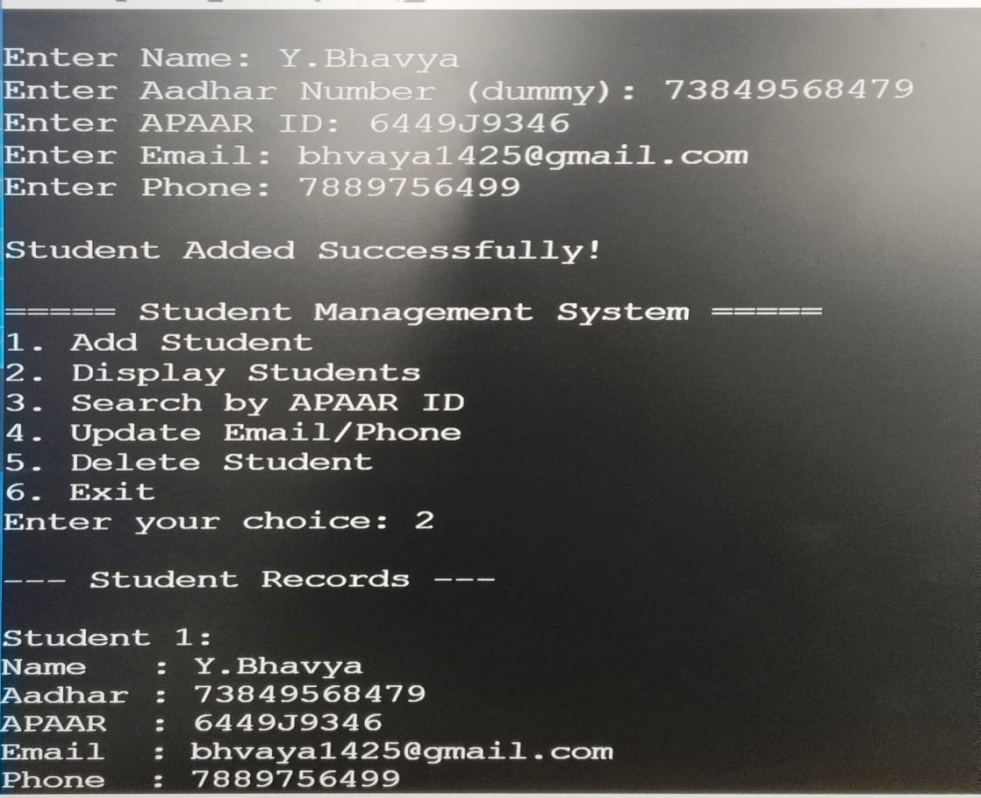 Enter Name: Y.Bhavya
Enter Aadhar Number (dummy): 73849568479
Enter APAAR ID: 6449J9346
Enter Email: bhvaya1425@gmail.com
Enter Phone: 7889756499
Student Added Successfully!
===== Student Management System =====
1. Add Student
2. Display Students
3. Search by APAAR ID
4. Update Email/Phone
5. Delete Student
6. Exit
Enter your choice: 2
--- Student Records ---
Student 1:
Name   : Y.Bhavya
Aadhar : 73849568479
APAAR  : 6449J9346
Email  : bhvaya1425@gmail.com
Phone  : 7889756499